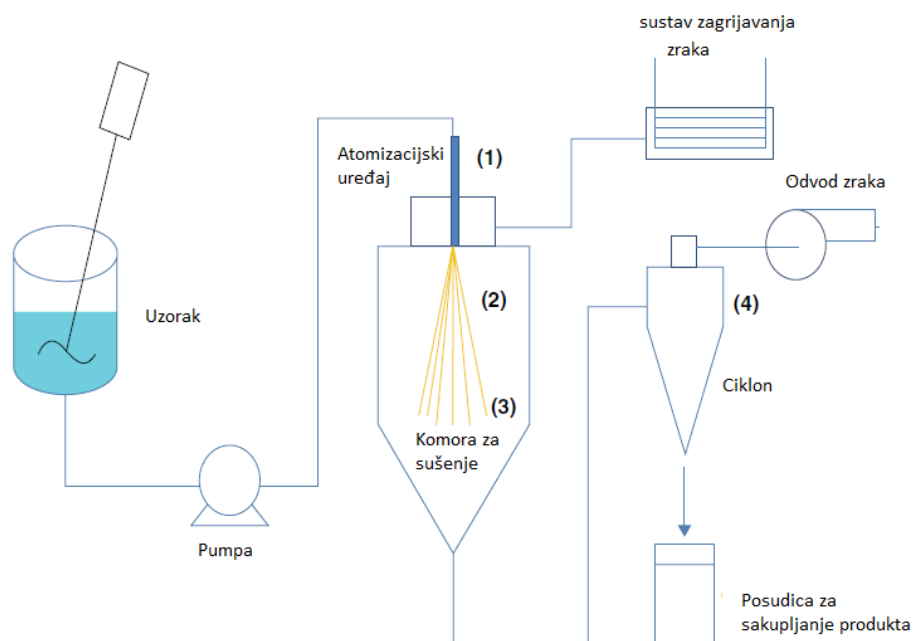 sustav zagrijavanja
zraka
Atomizacijski
uređaj
(1)
Odvod zraka
Uzorak
(2)
(4)
Ciklon
(3)
Komora za
sušenje
Pumpa
Posudica za
sakupljanje produkta